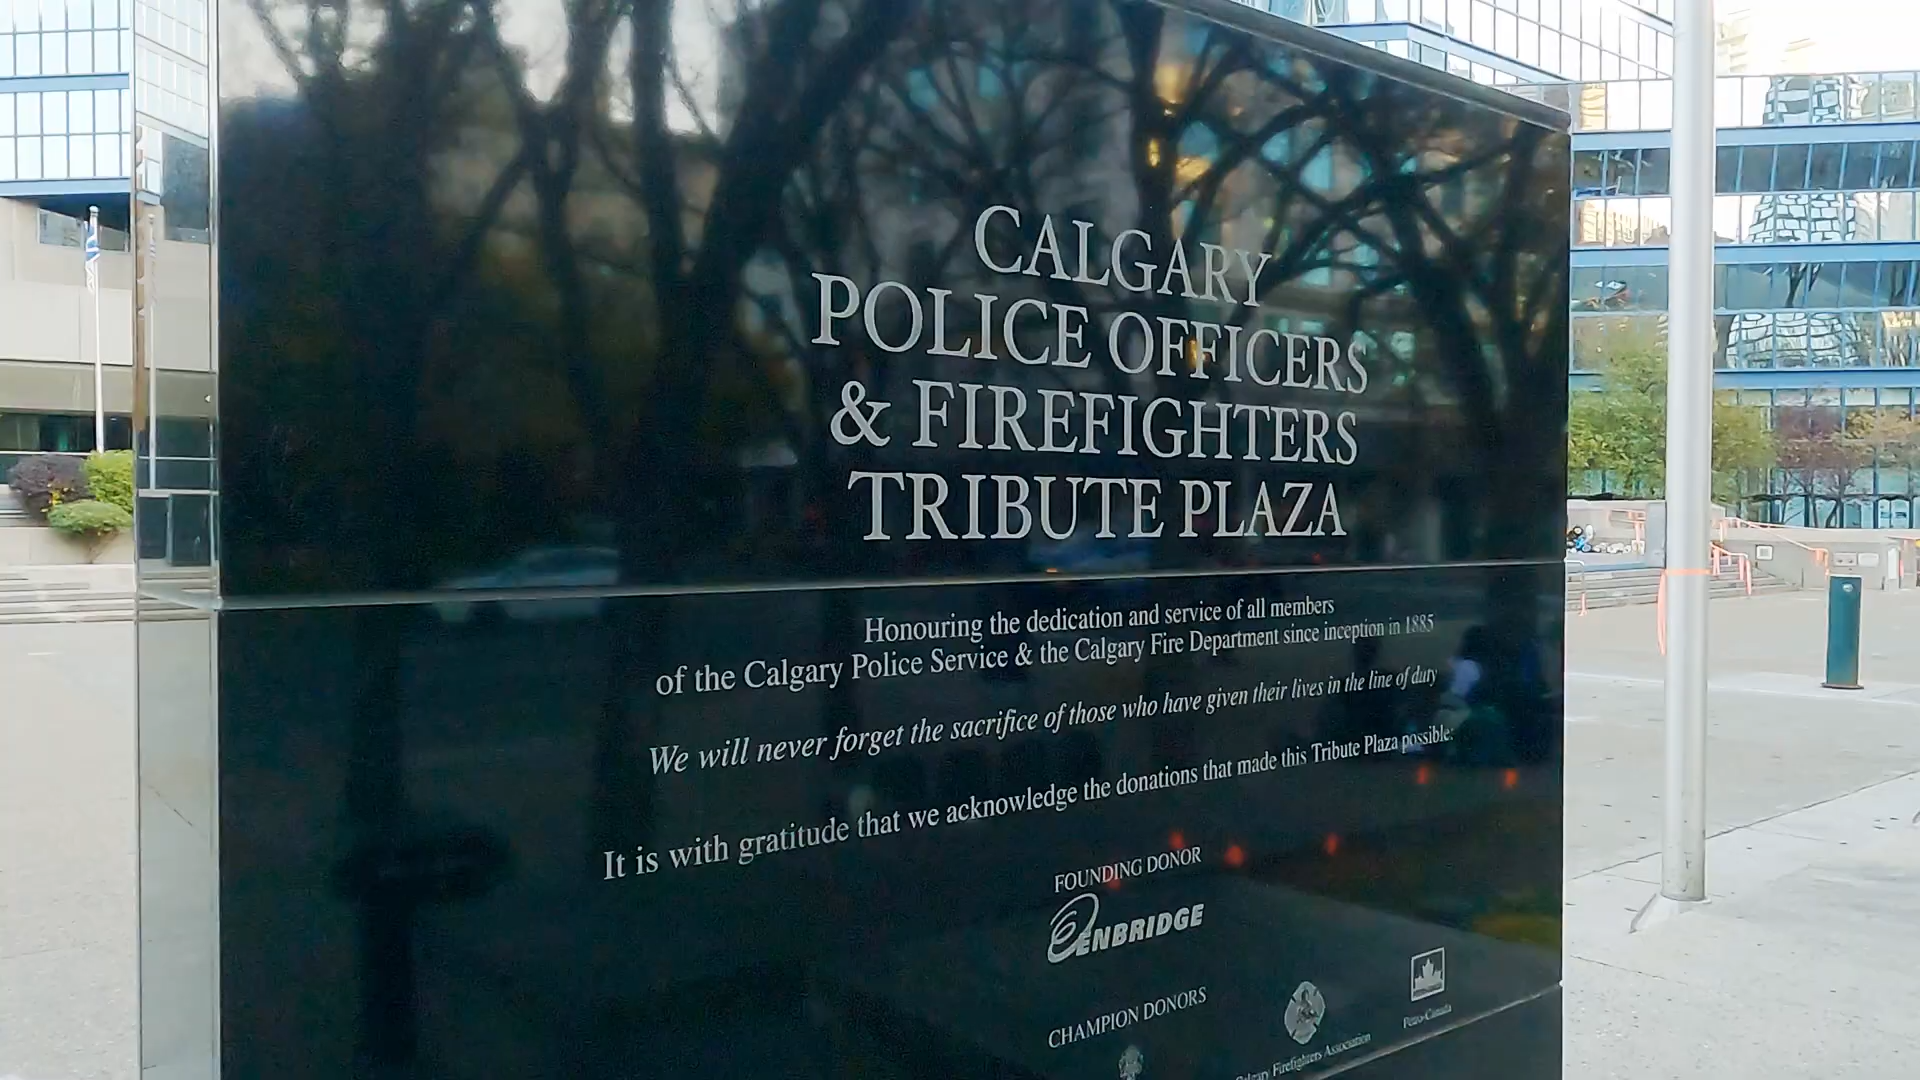 CALGARY
POLICE OFFICERS
& FIREFIGHTERS
TRIBUTE PLAZA
Honouring the dedication and service of all members
of the Calgary Police Service & the Calgary Fire Department since inception in 1885
We will never forget the sacrifice of those who have given their lives in the line of duty
It is with gratitude that we acknowledge the donations that made this Tribute Plaza possible:
FOUNDING DONOR
ENBRIDGE
CHAMPION DONORS
Petro-Canada
Calgary Firefighters Association